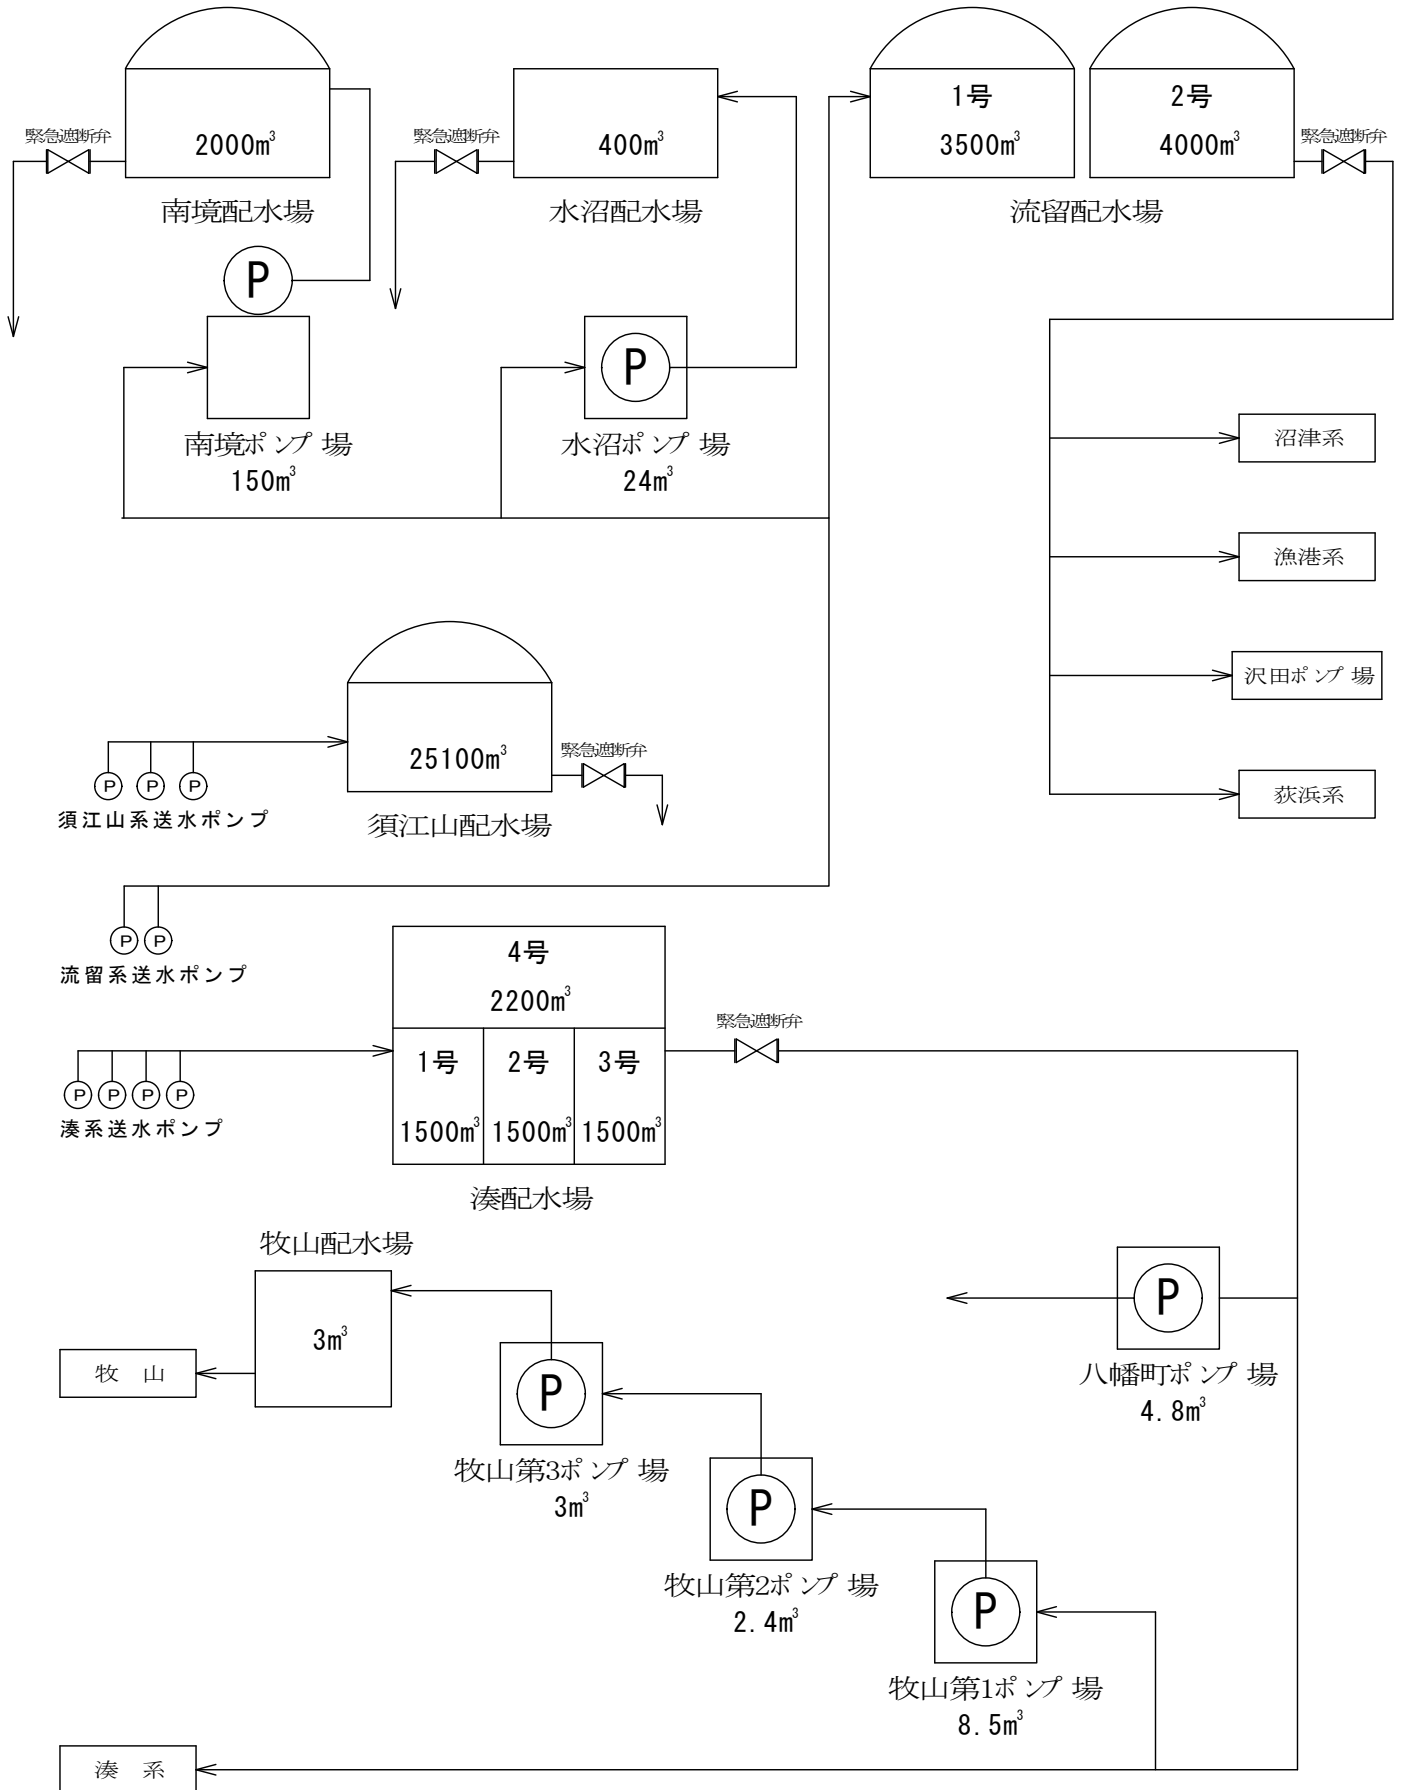 1号
2号
緊急遮断弁
2000m³
緊急遮断弁
400m³
3500m³
4000m³
緊急遮断弁
南境配水場
水沼配水場
流留配水場
P
P
南境ポンプ場
150m³
水沼ポンプ場
24m³
沼津系
漁港系
沢田ポンプ場
荻浜系
25100m³
緊急遮断弁
P P P
須江山系送水ポンプ
須江山配水場
P P
流留系送水ポンプ
4号
2200m³
緊急遮断弁
1号
2号
3号
P P P P
湊系送水ポンプ
1500m³
1500m³
1500m³
湊配水場
牧山配水場
3m³
牧 山
P
八幡町ポンプ場
4.8m³
P
牧山第3ポンプ場
3m³
P
牧山第2ポンプ場
2.4m³
P
牧山第1ポンプ場
8.5m³
湊 系